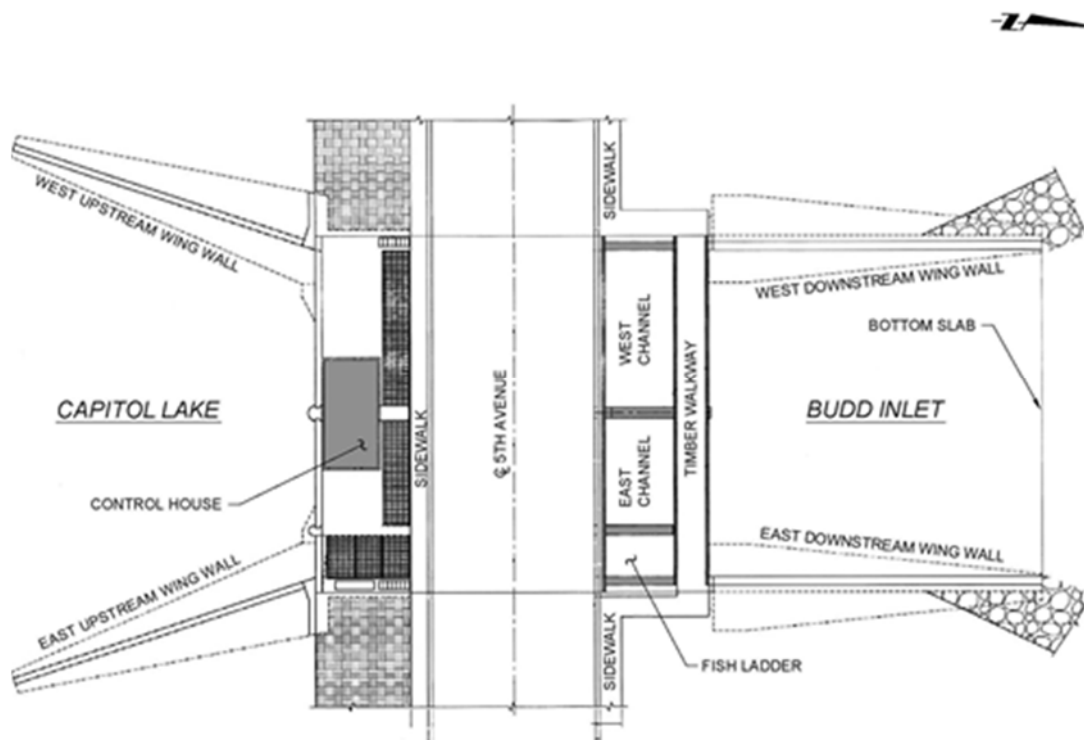 Z
SIDEWALK
WEST UPSTREAM WING WALL
WEST DOWNSTREAM WING WALL
WEST
CHANNEL
BOTTOM SLAB
CAPITOL LAKE
SIDEWALK
℄ 5TH AVENUE
TIMBER WALKWAY
BUDD INLET
EAST
CHANNEL
CONTROL HOUSE
EAST DOWNSTREAM WING WALL
EAST UPSTREAM WING WALL
SIDEWALK
FISH LADDER